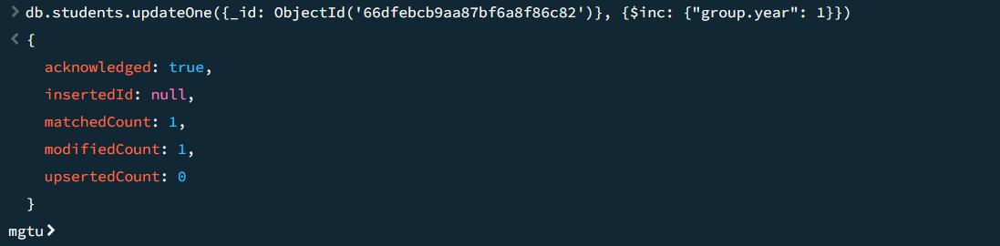 > db.students.updateOne({_id: ObjectId('66dfebcb9aa87bf6a8f86c82')}, {$inc: {"group.year": 1}})
< {
acknowledged: true,
insertedId: null,
matchedCount: 1,
modifiedCount: 1,
upsertedCount: 0
}
mgtu>